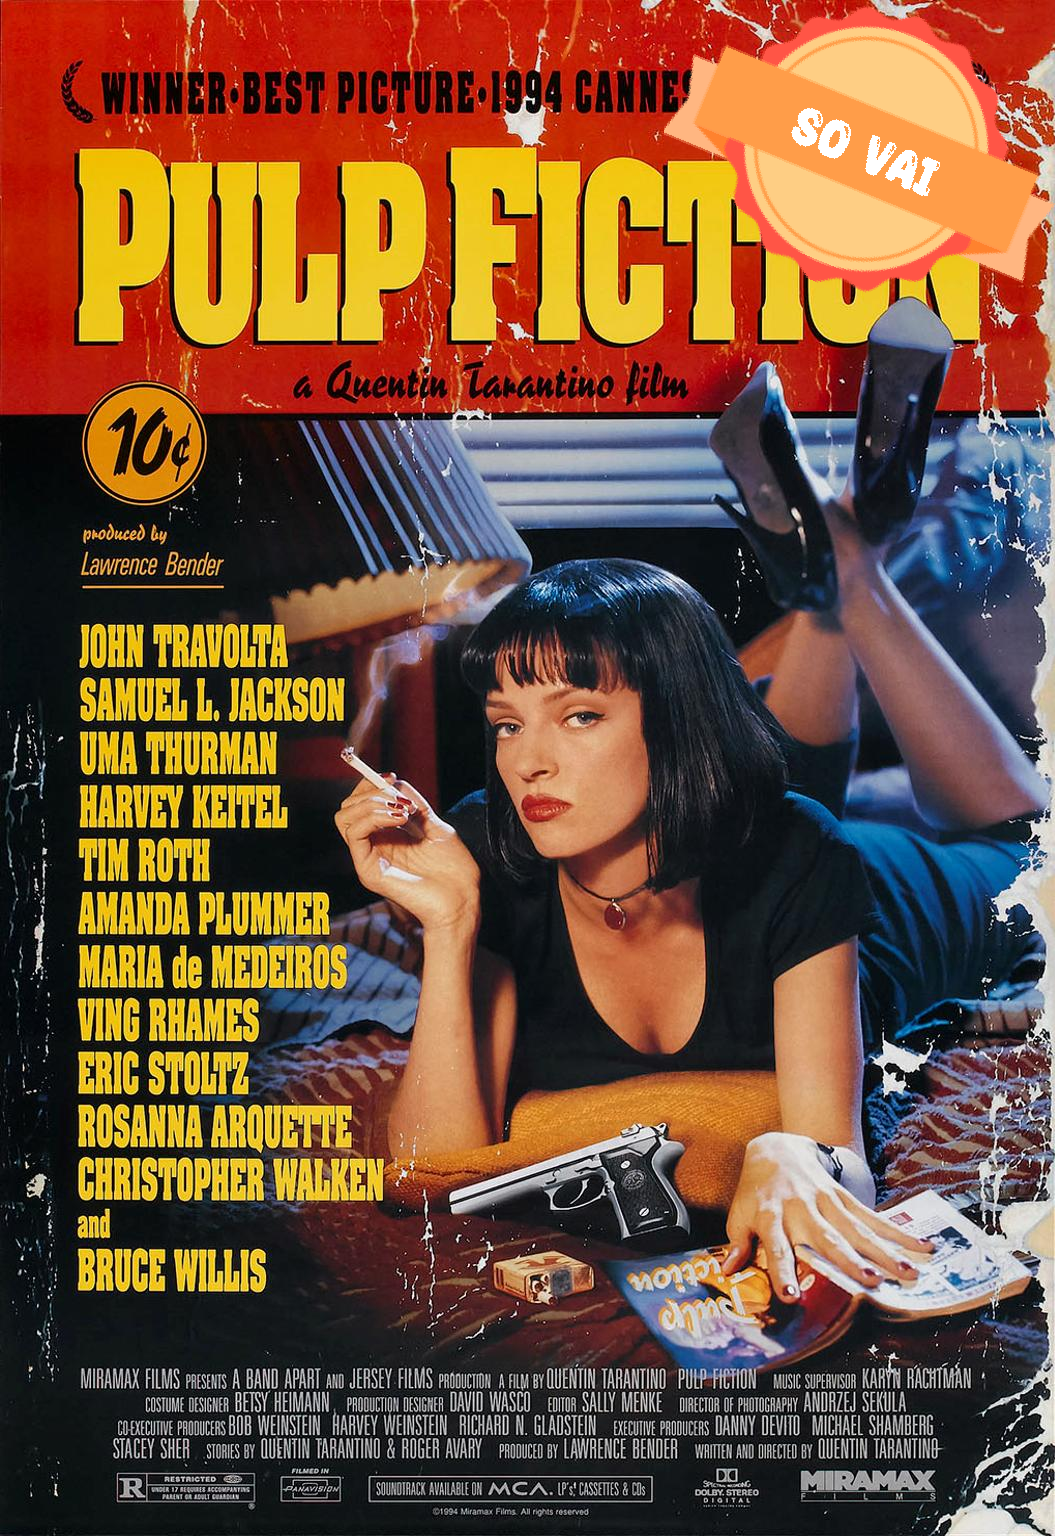 WINNER•BEST PICTURE•1994 CANNES
SO VAI
PULP FICTION
a Quentin Tarantino film
10¢
produced by
Lawrence Bender
JOHN TRAVOLTA
SAMUEL L. JACKSON
UMA THURMAN
HARVEY KEITEL
TIM ROTH
AMANDA PLUMMER
MARIA de MEDEIROS
VING RHAMES
ERIC STOLTZ
ROSANNA ARQUETTE
CHRISTOPHER WALKEN
and
BRUCE WILLIS
Pulp
Fiction
MIRAMAX FILMS PRESENTS A BAND APART AND JERSEY FILMS PRODUCTION A FILM BY QUENTIN TARANTINO PULP FICTION MUSIC SUPERVISOR KARYN RACHTMAN
COSTUME DESIGNER BETSY HEIMANN PRODUCTION DESIGNER DAVID WASCO EDITOR SALLY MENKE DIRECTOR OF PHOTOGRAPHY ANDRZEJ SEKULA
CO-EXECUTIVE PRODUCERS BOB WEINSTEIN HARVEY WEINSTEIN RICHARD N. GLADSTEIN EXECUTIVE PRODUCERS DANNY DEVITO MICHAEL SHAMBERG
STACEY SHER STORIES BY QUENTIN TARANTINO & ROGER AVARY PRODUCED BY LAWRENCE BENDER WRITTEN AND DIRECTED BY QUENTIN TARANTINO
R RESTRICTED
UNDER 17 REQUIRES ACCOMPANYING
PARENT OR ADULT GUARDIAN
FILMED IN
PANAVISION
SOUNDTRACK AVAILABLE ON MCA. LP's, CASSETTES & CDs
SPECTRAL RECORDING
DOLBY STEREO
DIGITAL
MIRAMAX
FILMS
©1994 Miramax Films. All rights reserved